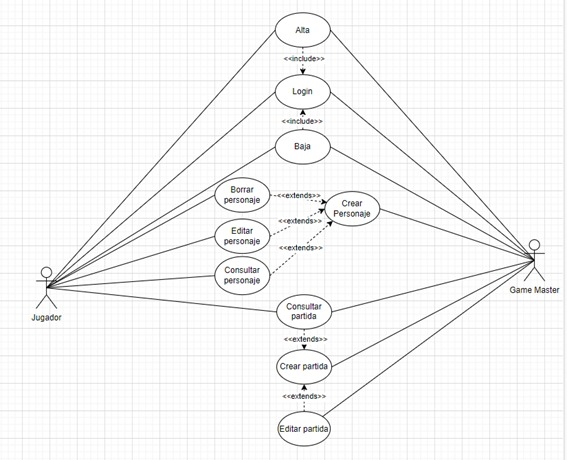 Alta
<<include>>
Login
<<include>>
Baja
Borrar
personaje
<<extends>>
Crear
Personaje
Editar
personaje
<<extends>>
Consultar
personaje
<<extends>>
Jugador
Game Master
Consultar
partida
<<extends>>
Crear partida
<<extends>>
Editar partida